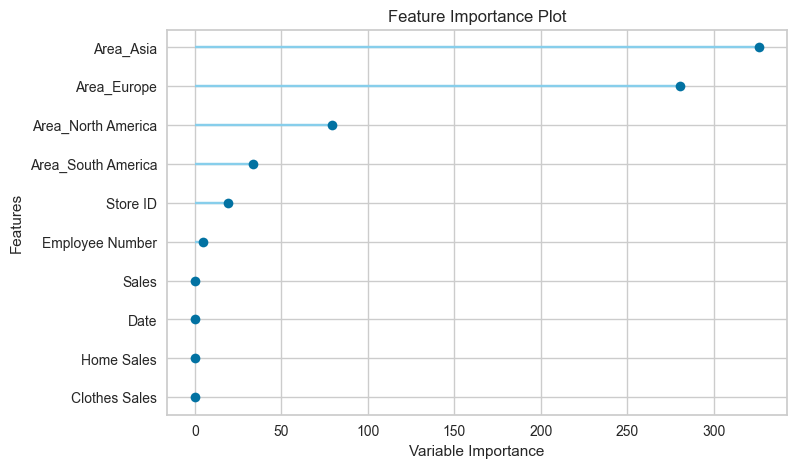 Feature Importance Plot
Area_Asia
Area_Europe
Area_North America
Area_South America
Store ID
Employee Number
Sales
Date
Home Sales
Clothes Sales
Features
0 50 100 150 200 250 300
Variable Importance